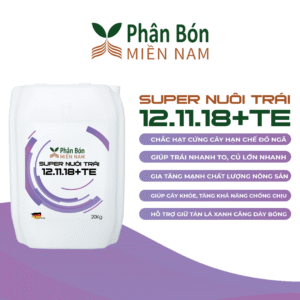 Phân Bón
MIỀN NAM
SUPER NUÔI TRÁI
12.11.18+TE
CHẮC HẠT CỨNG CÂY HẠN CHẾ ĐỔ NGÃ
GIÚP TRÁI NHANH TO, CỦ LỚN NHANH
GIA TĂNG MẠNH CHẤT LƯỢNG NÔNG SẢN
GIÚP CÂY KHỎE, TĂNG KHẢ NĂNG CHỐNG CHỊU
HỖ TRỢ GIỮ TÁN LÁ XANH CĂNG DÀY BÓNG
Phân Bón
MIỀN NAM
SUPER NUÔI TRÁI
12.11.18+TE
20Kg